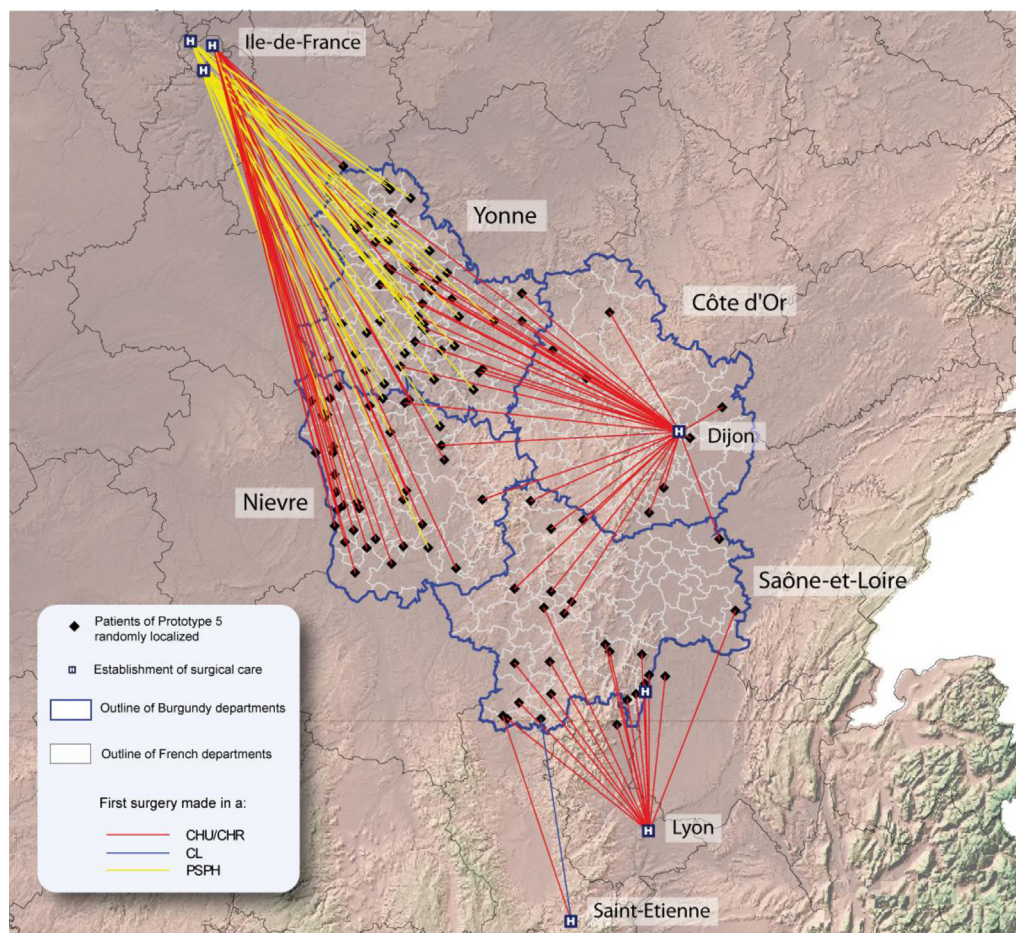 H
H
H
Ile-de-France
Yonne
Côte d'Or
H
Dijon
Nievre
Saône-et-Loire
H
H
Lyon
H
Saint-Etienne
Patients of Prototype 5
randomly localized
H
Establishment of surgical care
Outline of Burgundy departments
Outline of French departments
First surgery made in a:
CHU/CHR
CL
PSPH